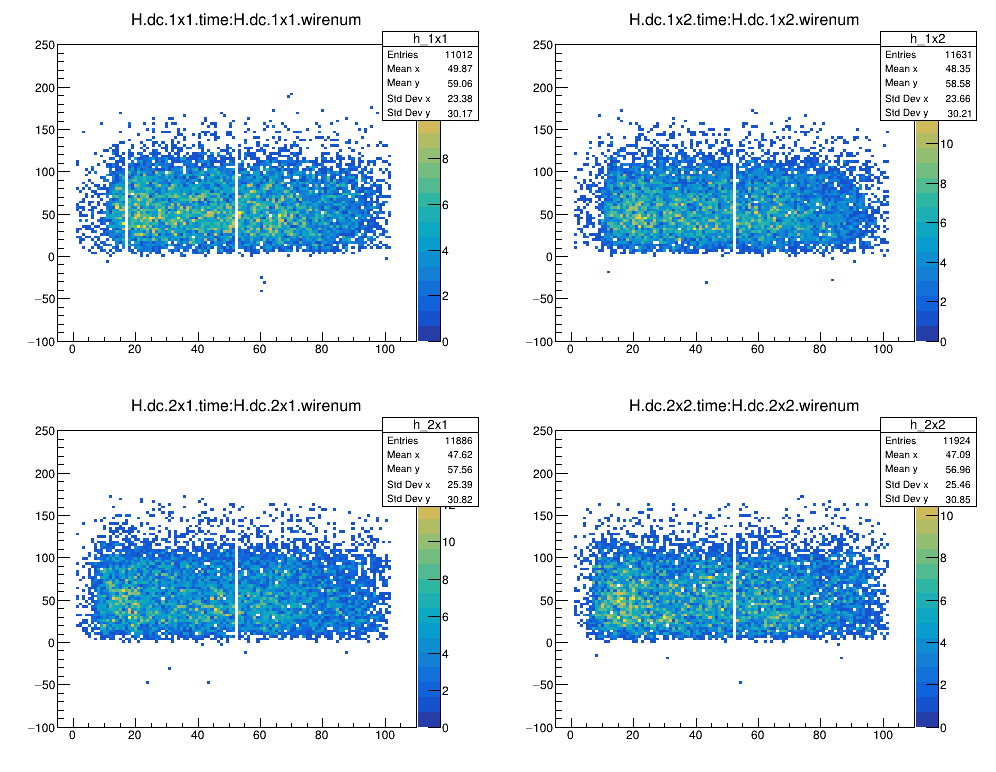 H.dc.1x1.time:H.dc.1x1.wirenum
h_1x1
Entries 11012
Mean x 49.87
Mean y 59.06
Std Dev x 23.38
Std Dev y 30.17
250
200
150
100
50
0
−50
−100
0 20 40 60 80 100
8
6
4
2
0
H.dc.1x2.time:H.dc.1x2.wirenum
h_1x2
Entries 11631
Mean x 48.35
Mean y 58.58
Std Dev x 23.66
Std Dev y 30.21
250
200
150
100
50
0
−50
−100
0 20 40 60 80 100
10
8
6
4
2
0
H.dc.2x1.time:H.dc.2x1.wirenum
h_2x1
Entries 11886
Mean x 47.62
Mean y 57.56
Std Dev x 25.39
Std Dev y 30.82
250
200
150
100
50
0
−50
−100
0 20 40 60 80 100
10
8
6
4
2
0
H.dc.2x2.time:H.dc.2x2.wirenum
h_2x2
Entries 11924
Mean x 47.09
Mean y 56.96
Std Dev x 25.46
Std Dev y 30.85
250
200
150
100
50
0
−50
−100
0 20 40 60 80 100
10
8
6
4
2
0